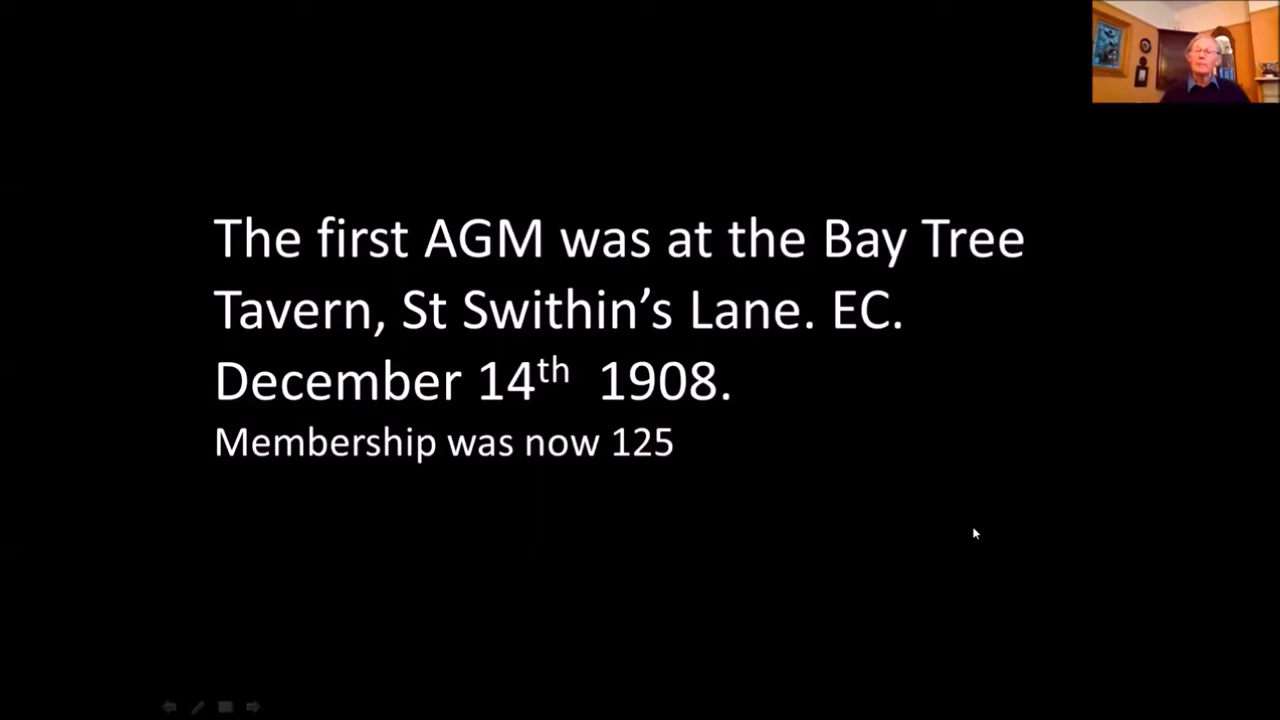 The first AGM was at the Bay Tree
Tavern, St Swithin’s Lane. EC.
December 14th 1908.
Membership was now 125